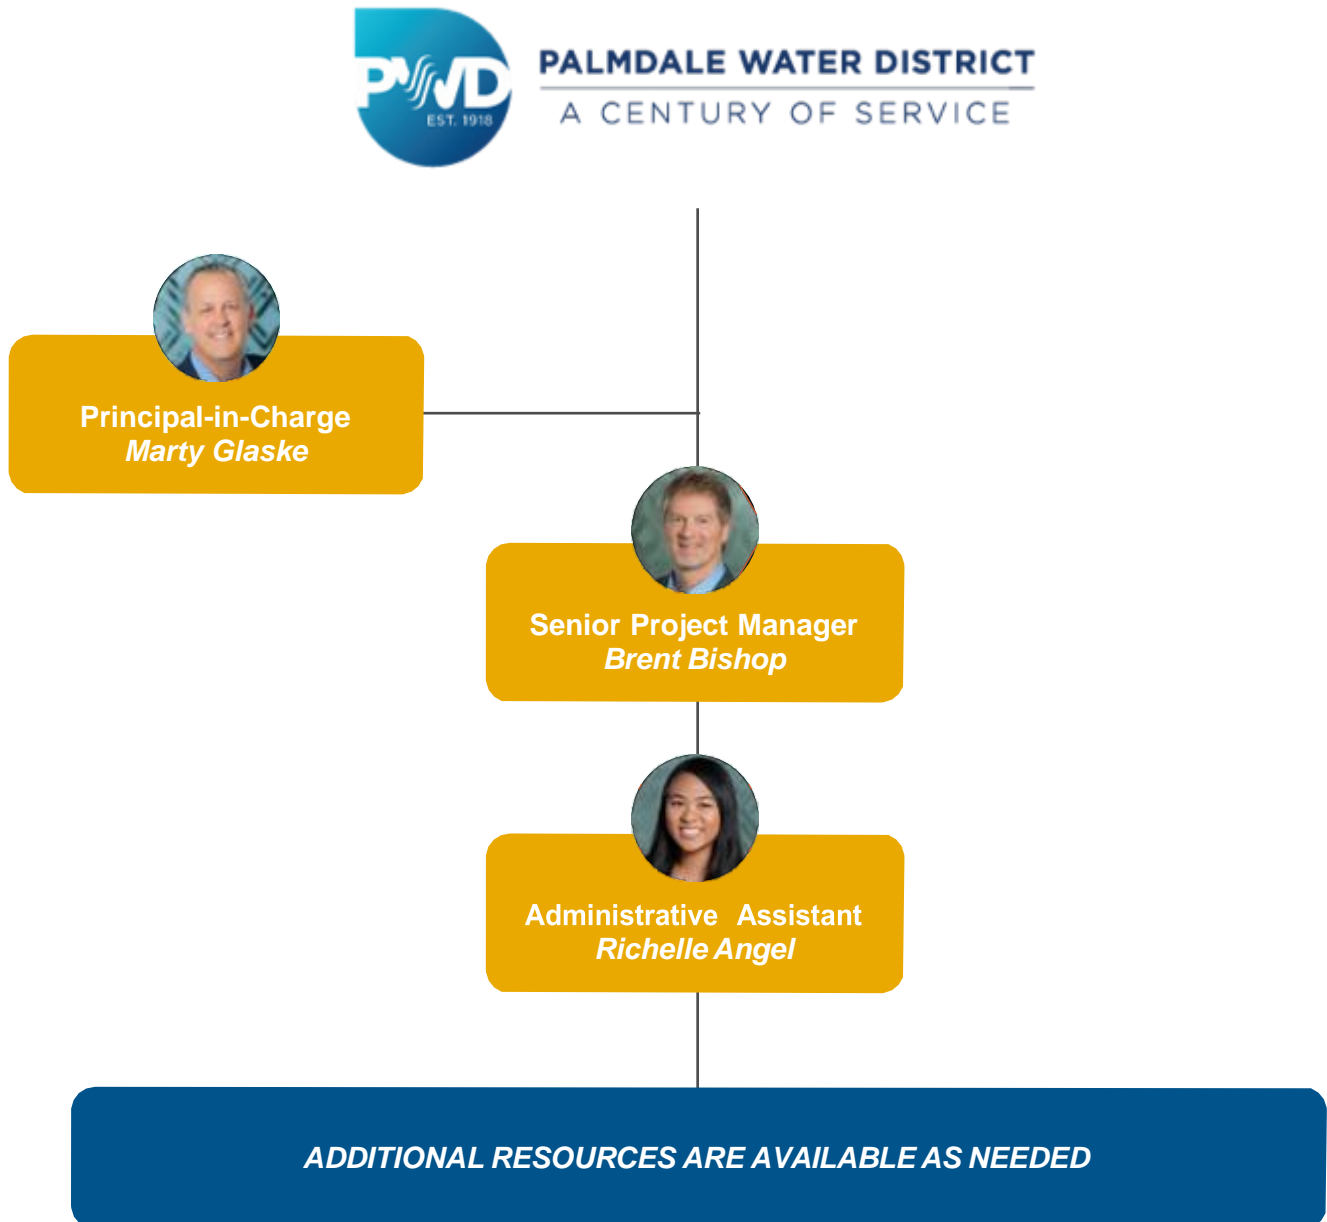 PWD
EST. 1918
PALMDALE WATER DISTRICT
A CENTURY OF SERVICE
Principal-in-Charge
Marty Glaske
Senior Project Manager
Brent Bishop
Administrative Assistant
Richelle Angel
ADDITIONAL RESOURCES ARE AVAILABLE AS NEEDED